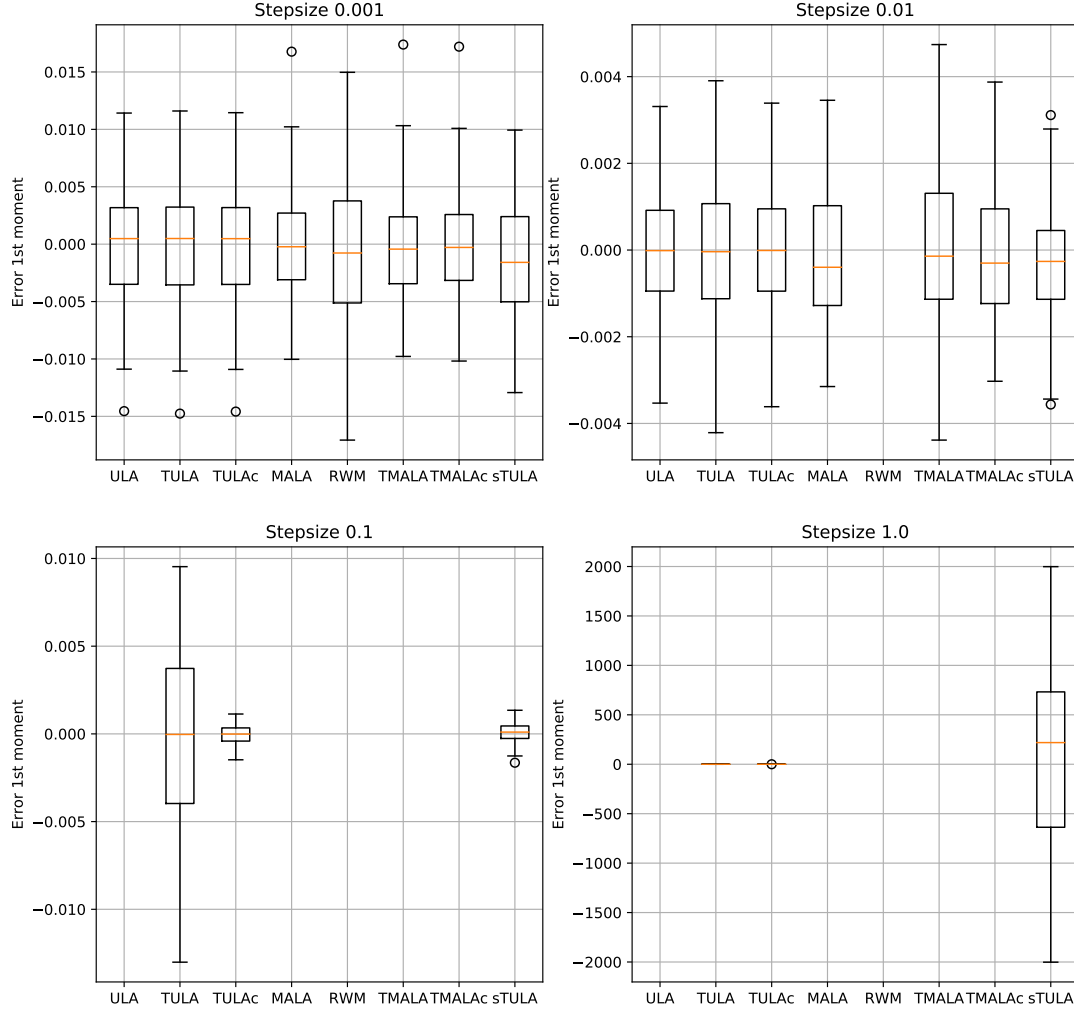 Stepsize 0.001
Error 1st moment
0.015
0.010
0.005
0.000
−0.005
−0.010
−0.015
ULA TULA TULAc MALA RWM TMALA TMALAc sTULA
Stepsize 0.01
Error 1st moment
0.004
0.002
0.000
−0.002
−0.004
ULA TULA TULAc MALA RWM TMALA TMALAc sTULA
Stepsize 0.1
Error 1st moment
0.010
0.005
0.000
−0.005
−0.010
ULA TULA TULAc MALA RWM TMALA TMALAc sTULA
Stepsize 1.0
Error 1st moment
2000
1500
1000
500
0
−500
−1000
−1500
−2000
ULA TULA TULAc MALA RWM TMALA TMALAc sTULA